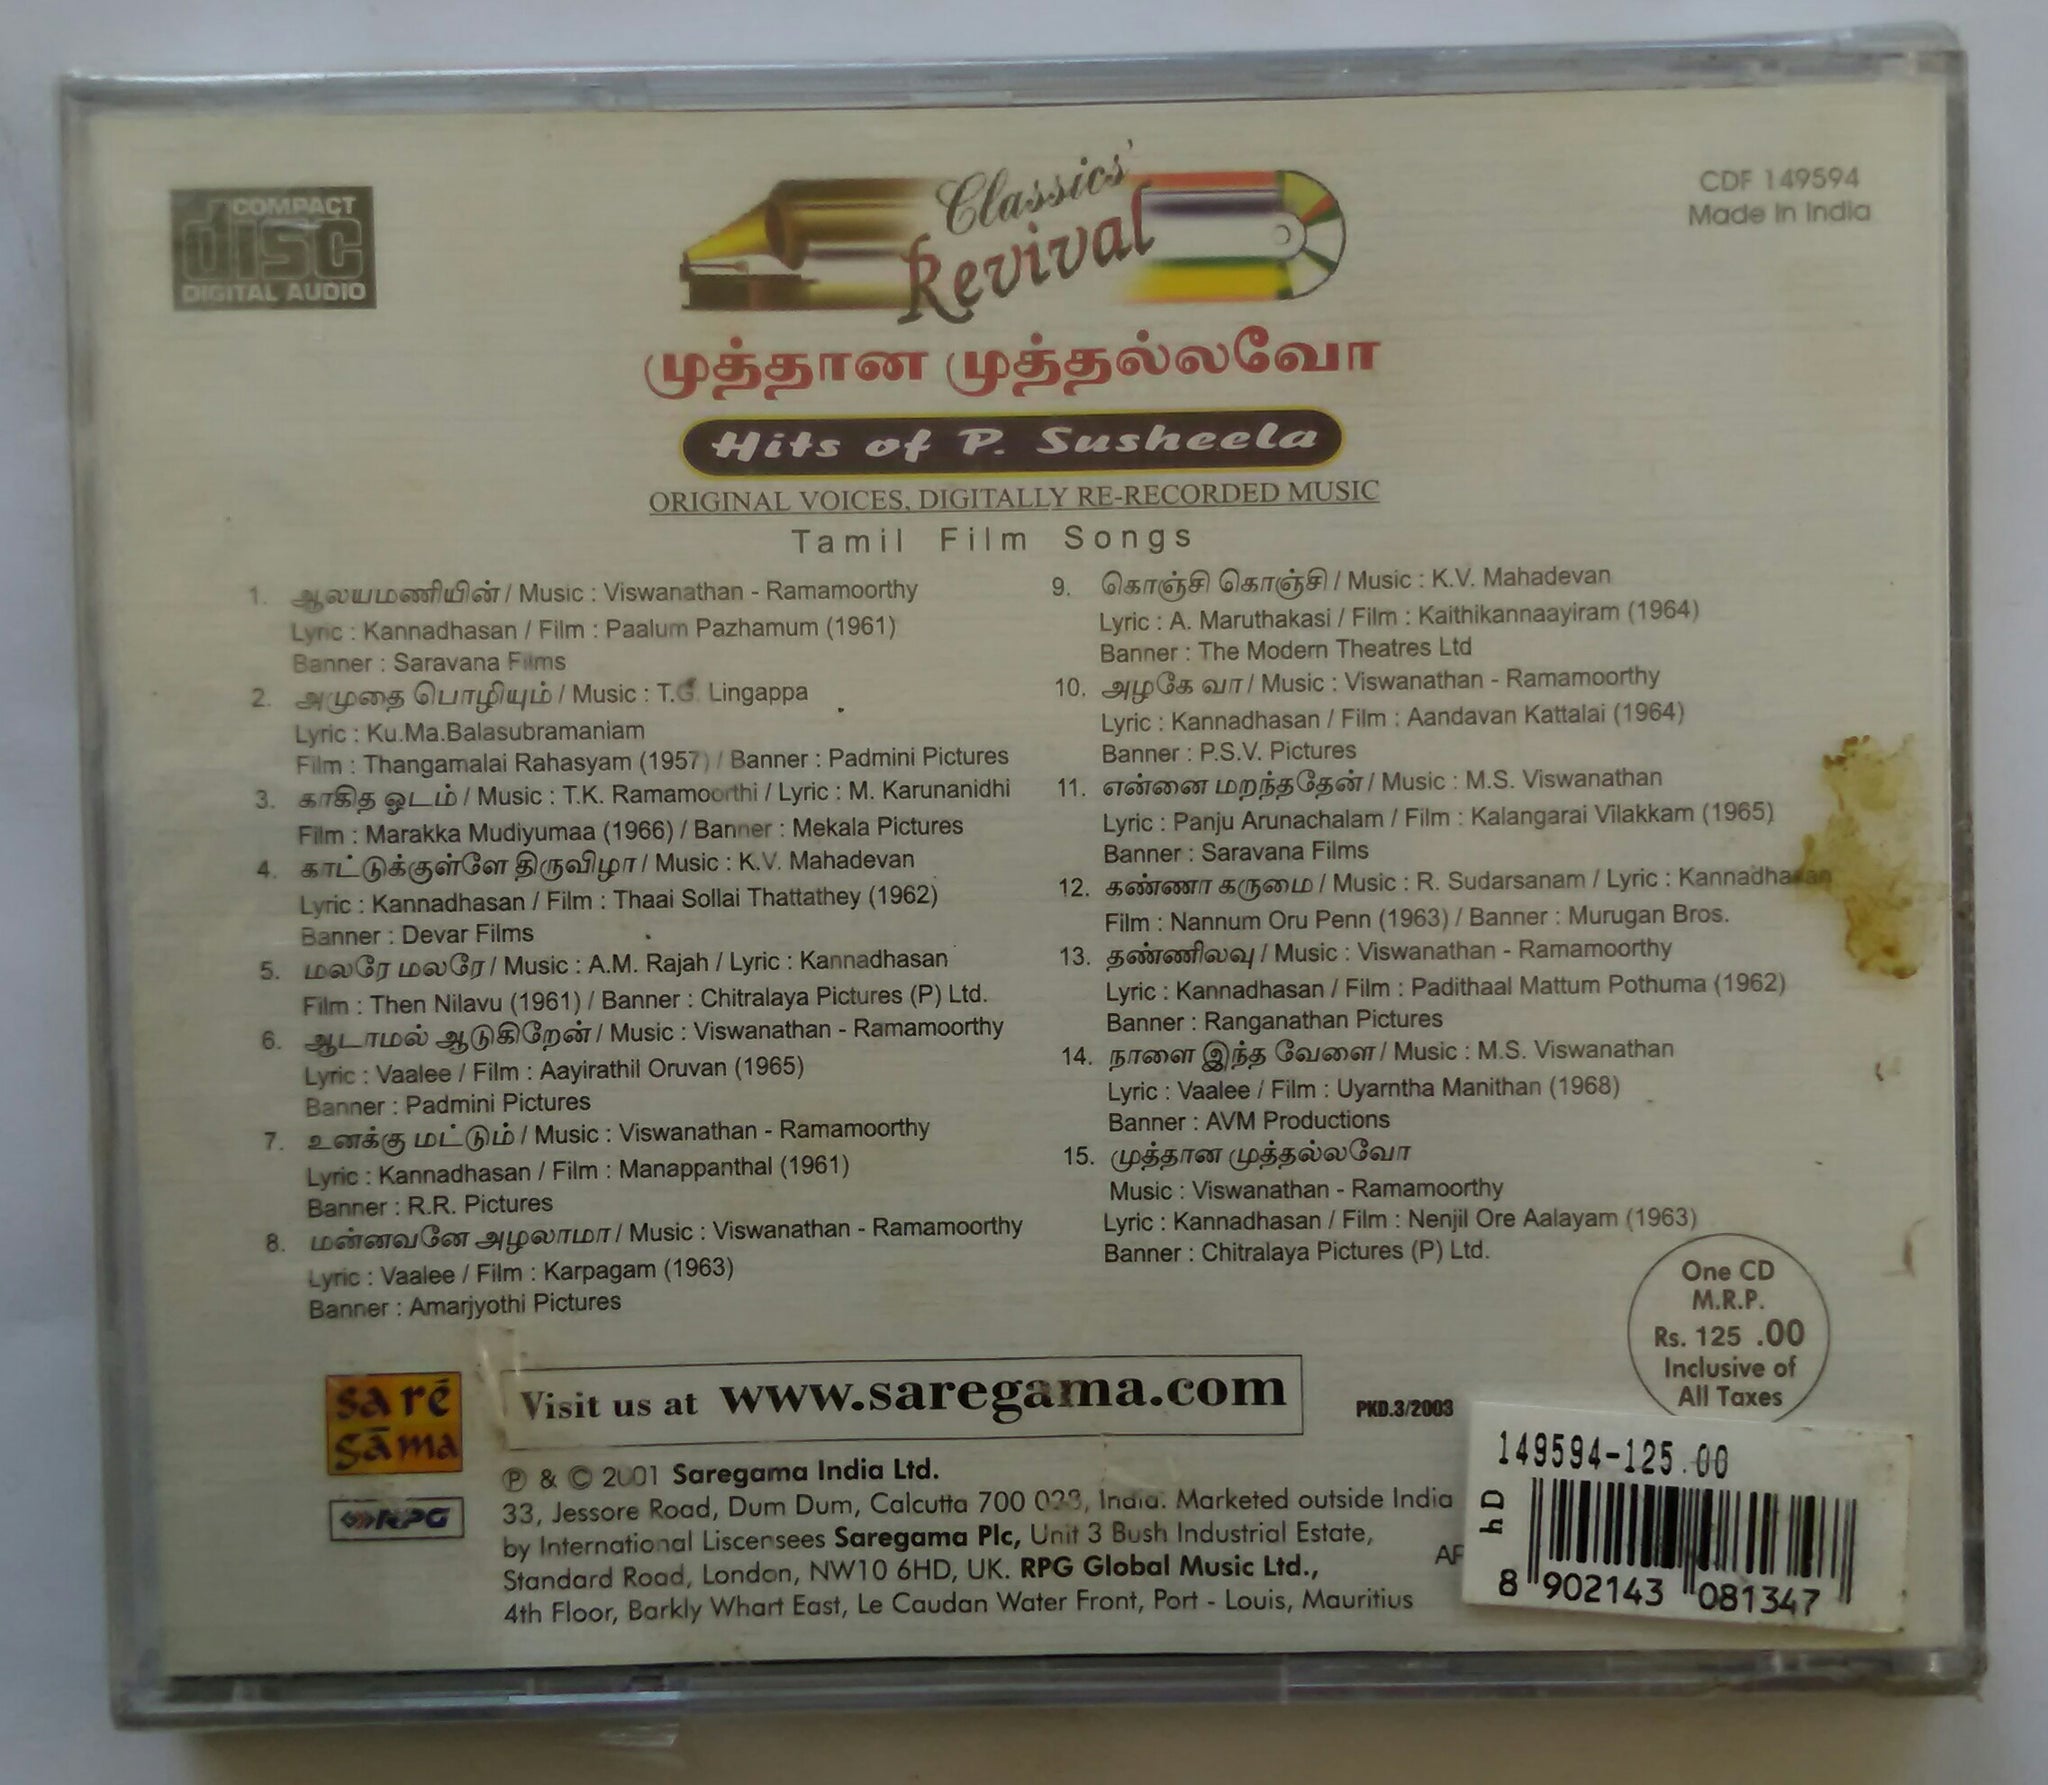 COMPACT
disc
DIGITAL AUDIO
Classics'
Revival
CDF 149594
Made in India
முத்தான முத்தல்லவோ
Hits of P. Susheela
ORIGINAL VOICES, DIGITALLY RE-RECORDED MUSIC
Tamil Film Songs
1. ஆலயமணியின் / Music : Viswanathan - Ramamoorthy
Lyric : Kannadhasan / Film : Paalum Pazhamum (1961)
Banner : Saravana Films
2. அமுதை பொழியும் / Music : T.G. Lingappa
Lyric : Ku.Ma.Balasubramaniam
Film : Thangamalai Rahasyam (1957) / Banner : Padmini Pictures
3. காகித ஓடம் / Music : T.K. Ramamoorthi / Lyric : M. Karunanidhi
Film : Marakka Mudiyumaa (1966) / Banner : Mekala Pictures
4. காட்டுக்குள்ளே திருவிழா / Music : K.V. Mahadevan
Lyric : Kannadhasan / Film : Thaai Sollai Thattathey (1962)
Banner : Devar Films
5. மலரே மலரே / Music : A.M. Rajah / Lyric : Kannadhasan
Film : Then Nilavu (1961) / Banner : Chitralaya Pictures (P) Ltd.
6. ஆடாமல் ஆடுகிறேன் / Music : Viswanathan - Ramamoorthy
Lyric : Vaalee / Film : Aayirathil Oruvan (1965)
Banner : Padmini Pictures
7. உனக்கு மட்டும் / Music : Viswanathan - Ramamoorthy
Lyric : Kannadhasan / Film : Manappanthal (1961)
Banner : R.R. Pictures
8. மன்னவனே அழலாமா / Music : Viswanathan - Ramamoorthy
Lyric : Vaalee / Film : Karpagam (1963)
Banner : Amarjyothi Pictures
9. கொஞ்சி கொஞ்சி / Music : K.V. Mahadevan
Lyric : A. Maruthakasi / Film : Kaithikannaayiram (1964)
Banner : The Modern Theatres Ltd
10. அழகே வா / Music : Viswanathan - Ramamoorthy
Lyric : Kannadhasan / Film : Aandavan Kattalai (1964)
Banner : P.S.V. Pictures
11. என்னை மறந்ததேன் / Music : M.S. Viswanathan
Lyric : Panju Arunachalam / Film : Kalangarai Vilakkam (1965)
Banner : Saravana Films
12. கண்ணா கருமை / Music : R. Sudarsanam / Lyric : Kannadhasan
Film : Nannum Oru Penn (1963) / Banner : Murugan Bros.
13. தண்ணிலவு / Music : Viswanathan - Ramamoorthy
Lyric : Kannadhasan / Film : Padithaal Mattum Pothuma (1962)
Banner : Ranganathan Pictures
14. நாளை இந்த வேளை / Music : M.S. Viswanathan
Lyric : Vaalee / Film : Uyarntha Manithan (1968)
Banner : AVM Productions
15. முத்தான முத்தல்லவோ
Music : Viswanathan - Ramamoorthy
Lyric : Kannadhasan / Film : Nenjil Ore Aalayam (1963)
Banner : Chitralaya Pictures (P) Ltd.
One CD
M.R.P.
Rs. 125 .00
Inclusive of
All Taxes
sa rē
gāma
RPG
Visit us at www.saregama.com
PKD.3/2003
℗ & © 2001 Saregama India Ltd.
33, Jessore Road, Dum Dum, Calcutta 700 028, India. Marketed outside India
by International Liscensees Saregama Plc, Unit 3 Bush Industrial Estate,
Standard Road, London, NW10 6HD, UK. RPG Global Music Ltd.,
4th Floor, Barkly Whart East, Le Caudan Water Front, Port - Louis, Mauritius
149594-125.00
8 902143 081347